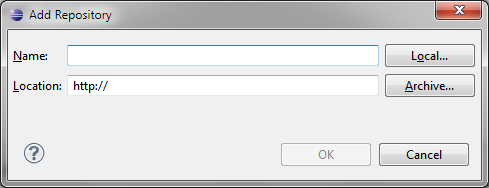 Add Repository
Name: Local...
Location: http:// Archive...
? OK Cancel